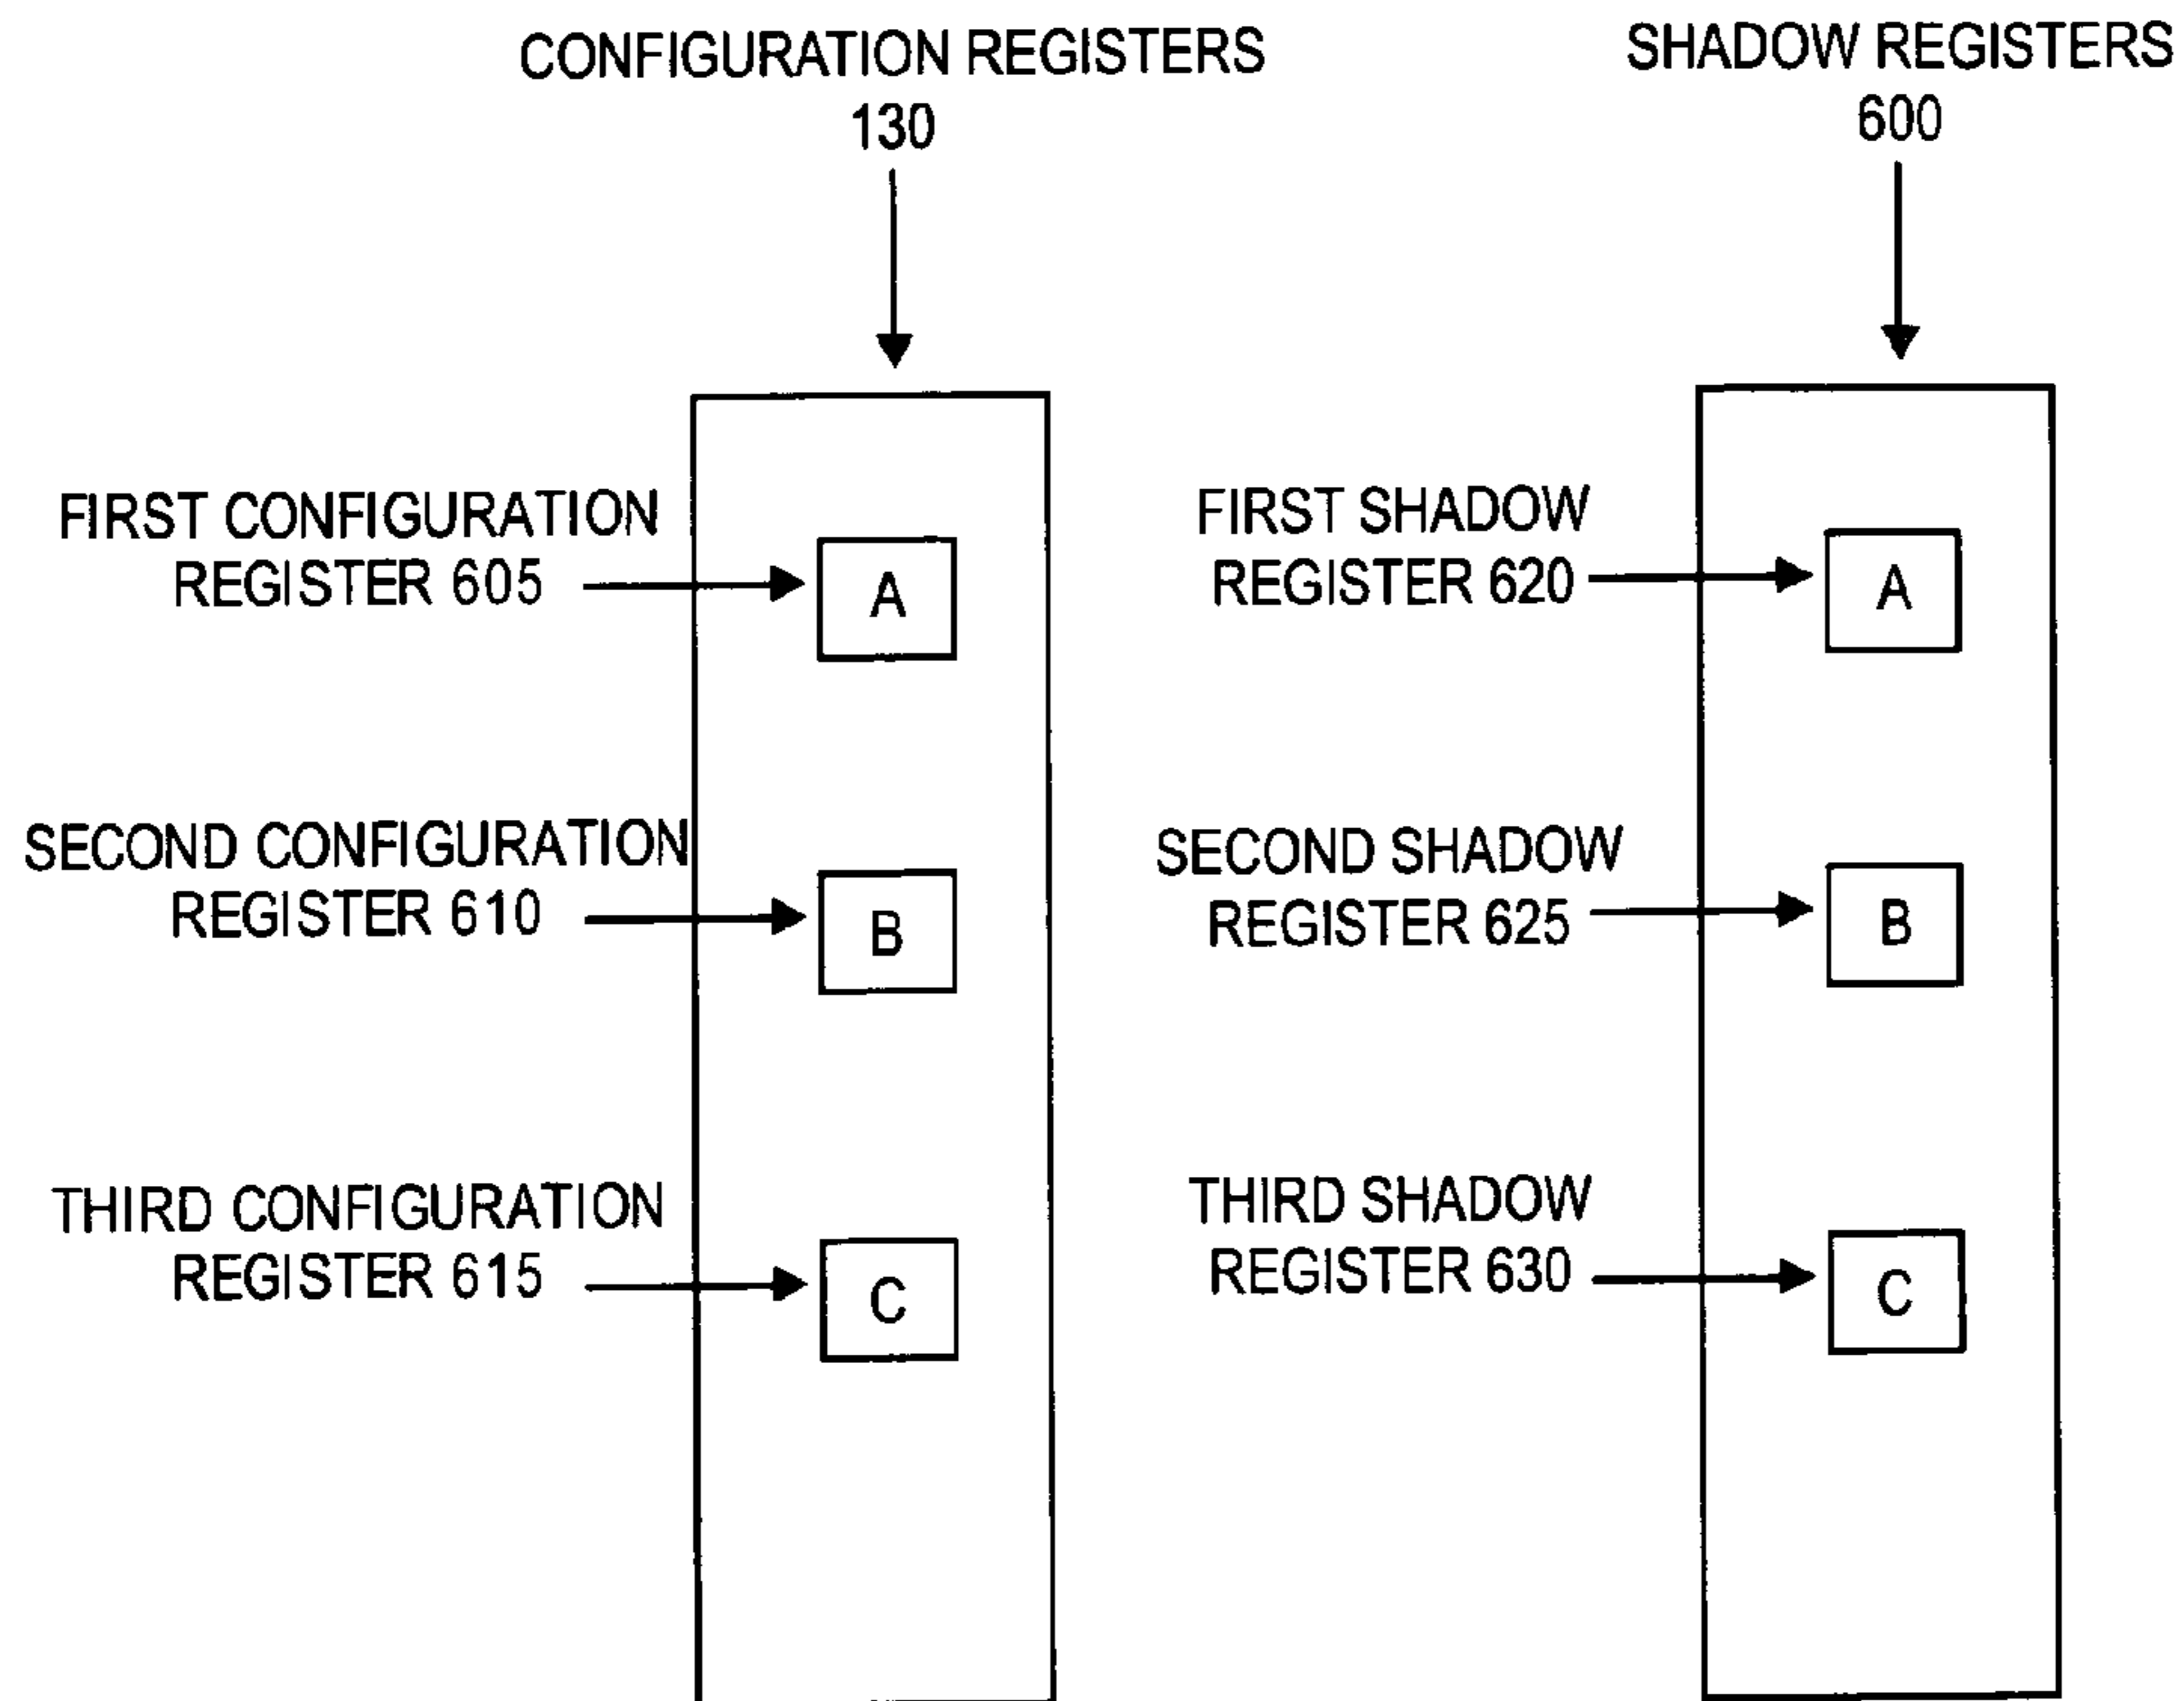 CONFIGURATION REGISTERS
130
SHADOW REGISTERS
600
FIRST CONFIGURATION
REGISTER 605
A
FIRST SHADOW
REGISTER 620
A
SECOND CONFIGURATION
REGISTER 610
B
SECOND SHADOW
REGISTER 625
B
THIRD CONFIGURATION
REGISTER 615
C
THIRD SHADOW
REGISTER 630
C